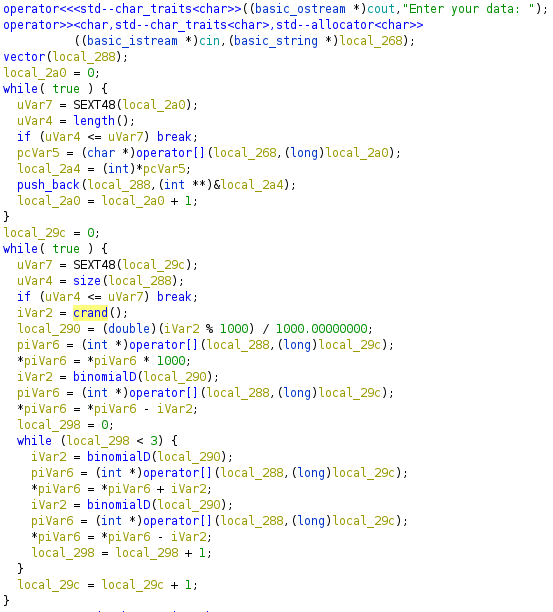 operator<<<std--char_traits<char>>((basic_ostream *)cout,"Enter your data: ");
operator>><char,std--char_traits<char>,std--allocator<char>>
((basic_istream *)cin,(basic_string *)local_268);
vector(local_288);
local_2a0 = 0;
while( true ) {
uVar7 = SEXT48(local_2a0);
uVar4 = length();
if (uVar4 <= uVar7) break;
pcVar5 = (char *)operator[](local_268,(long)local_2a0);
local_2a4 = (int)*pcVar5;
push_back(local_288,(int **)&local_2a4);
local_2a0 = local_2a0 + 1;
}
local_29c = 0;
while( true ) {
uVar7 = SEXT48(local_29c);
uVar4 = size(local_288);
if (uVar4 <= uVar7) break;
iVar2 = crand();
local_290 = (double)(iVar2 % 1000) / 1000.00000000;
piVar6 = (int *)operator[](local_288,(long)local_29c);
*piVar6 = *piVar6 * 1000;
iVar2 = binomialD(local_290);
piVar6 = (int *)operator[](local_288,(long)local_29c);
*piVar6 = *piVar6 - iVar2;
local_298 = 0;
while (local_298 < 3) {
iVar2 = binomialD(local_290);
piVar6 = (int *)operator[](local_288,(long)local_29c);
*piVar6 = *piVar6 + iVar2;
iVar2 = binomialD(local_290);
piVar6 = (int *)operator[](local_288,(long)local_29c);
*piVar6 = *piVar6 - iVar2;
local_298 = local_298 + 1;
}
local_29c = local_29c + 1;
}